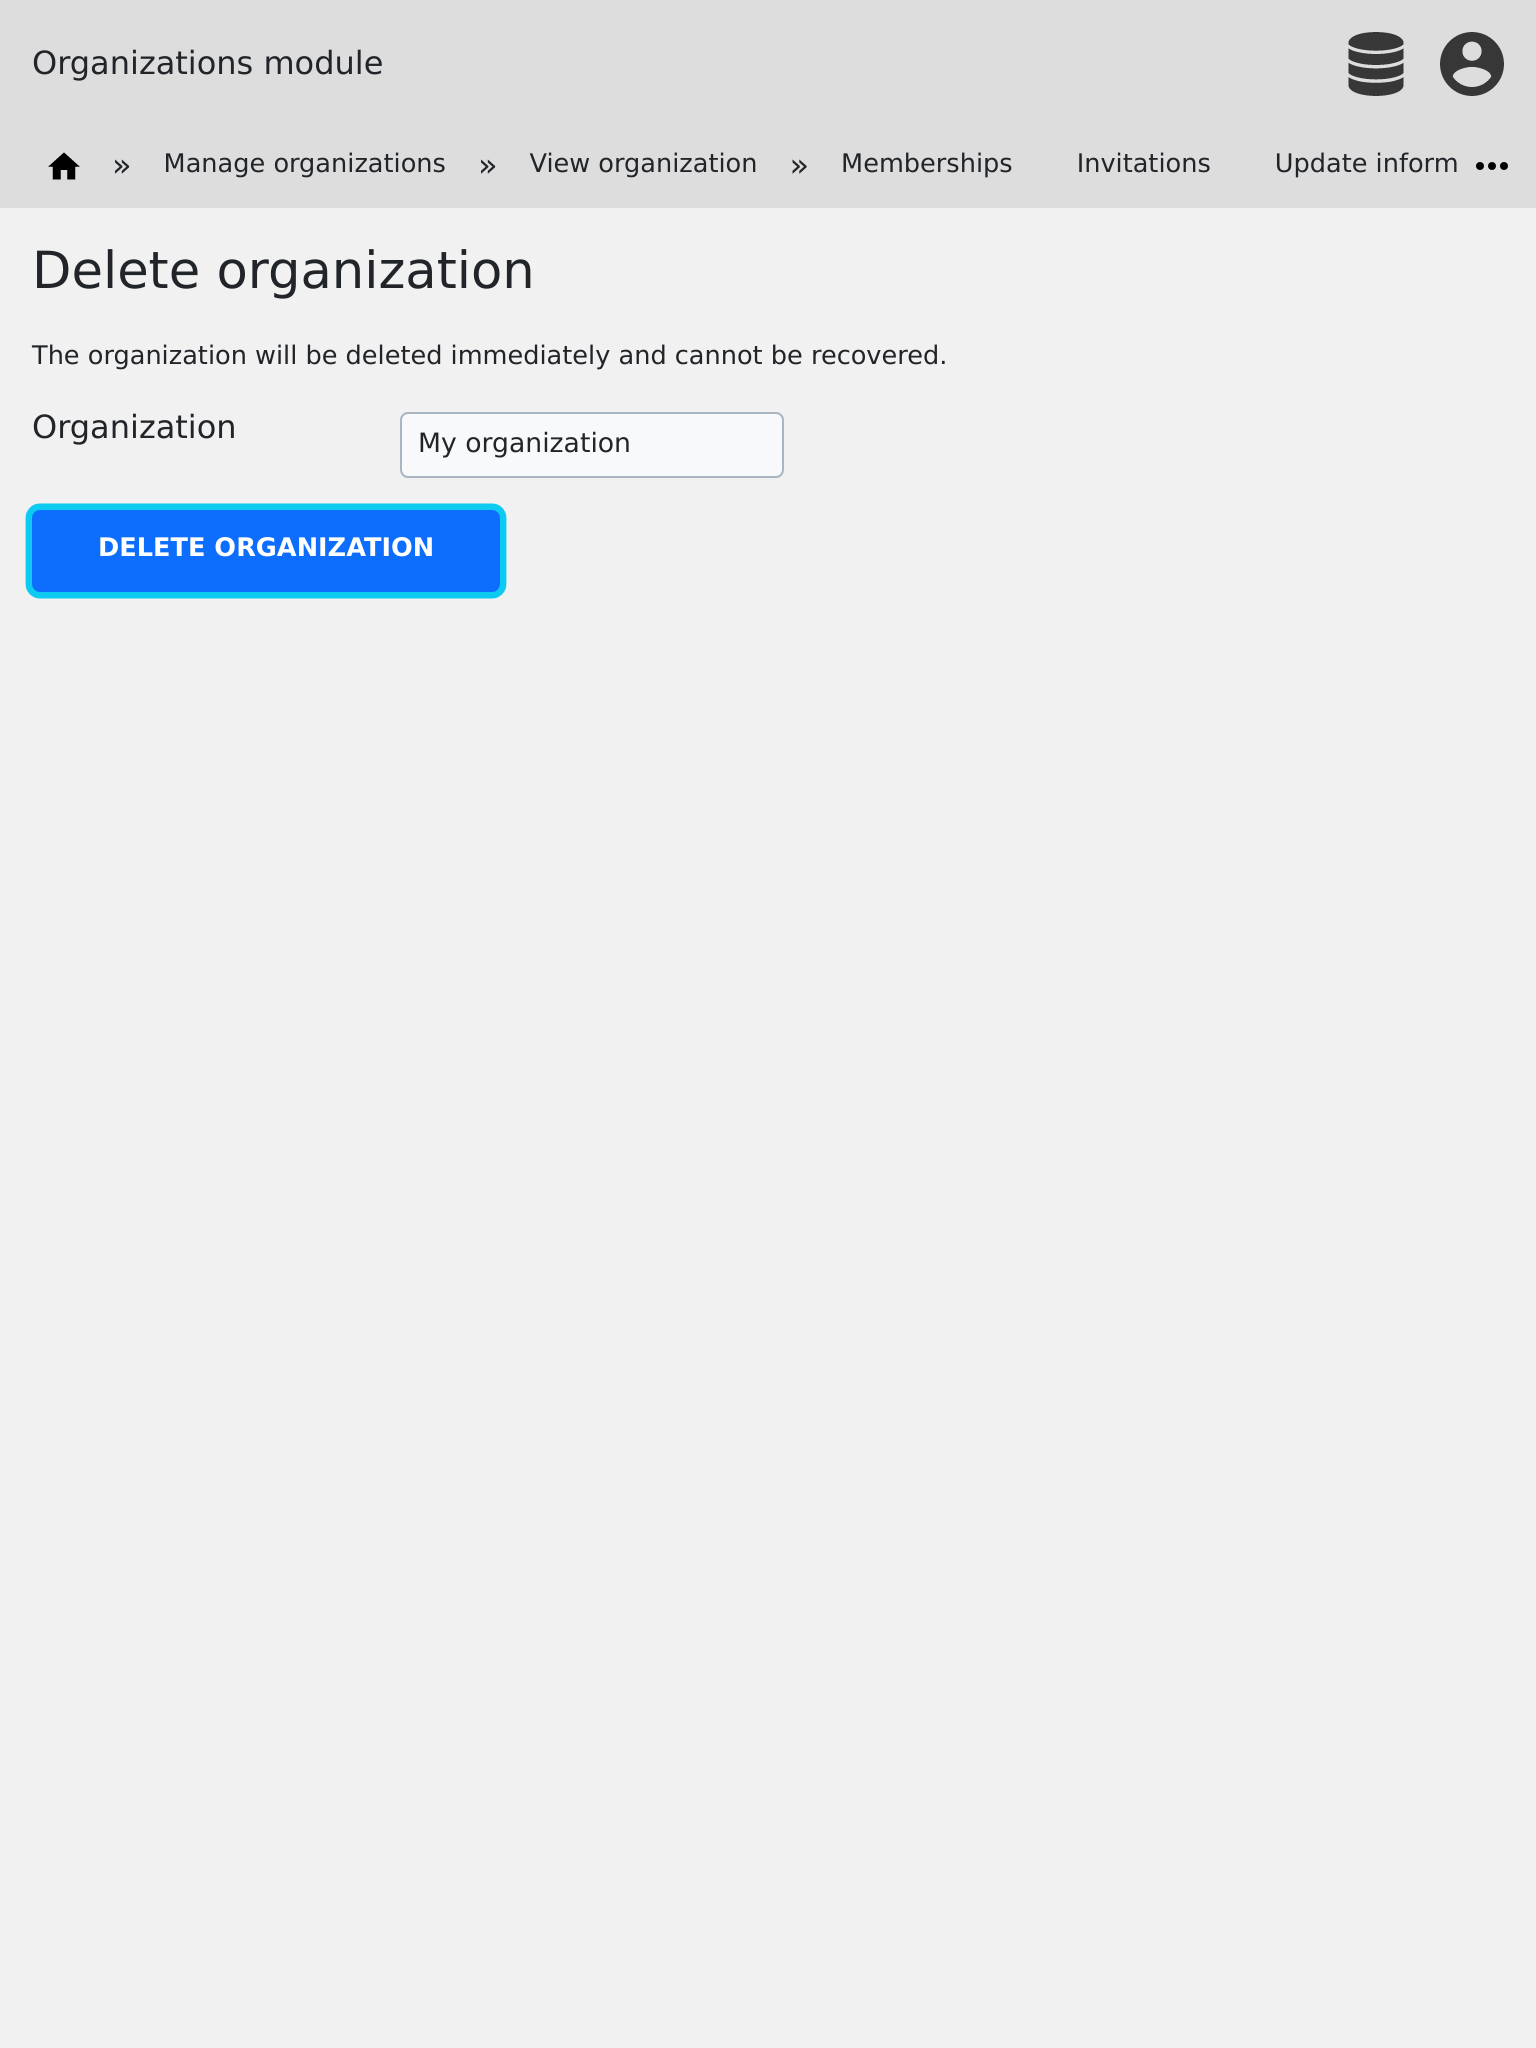 Organizations module
» Manage organizations » View organization » Memberships Invitations Update inform •••
Delete organization
The organization will be deleted immediately and cannot be recovered.
Organization
My organization
DELETE ORGANIZATION